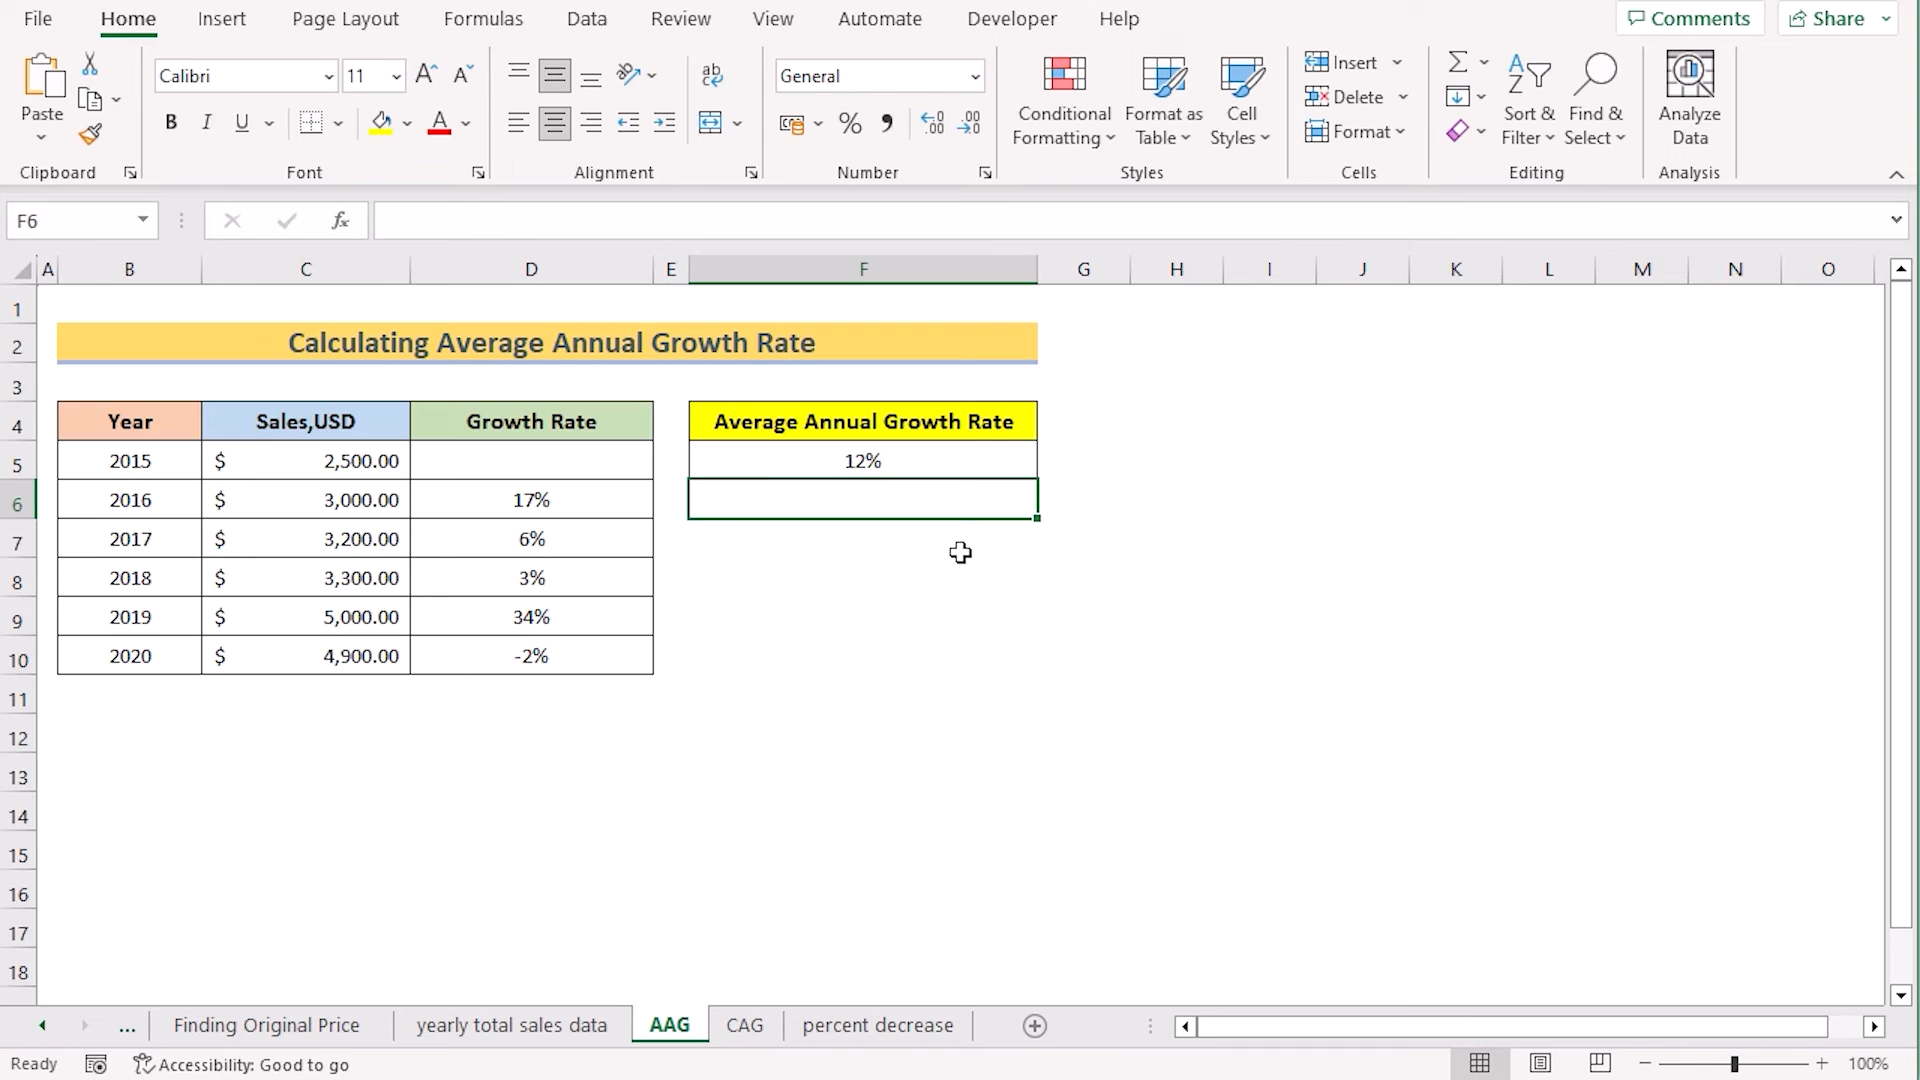 File Home Insert Page Layout Formulas Data Review View Automate Developer Help Comments Share
Calibri 11 General
Paste
B I U
Conditional Formatting
Format as Table
Cell Styles
Insert
Delete
Format
Sort & Filter
Find & Select
Analyze Data
Clipboard Font Alignment Number Styles Cells Editing Analysis
F6 fx
A B C D E F G H I J K L M N O
1
2 Calculating Average Annual Growth Rate
3
4 Year Sales,USD Growth Rate Average Annual Growth Rate
5 2015 $ 2,500.00 12%
6 2016 $ 3,000.00 17%
7 2017 $ 3,200.00 6%
8 2018 $ 3,300.00 3%
9 2019 $ 5,000.00 34%
10 2020 $ 4,900.00 -2%
11
12
13
14
15
16
17
18
... Finding Original Price yearly total sales data AAG CAG percent decrease
Ready Accessibility: Good to go 100%